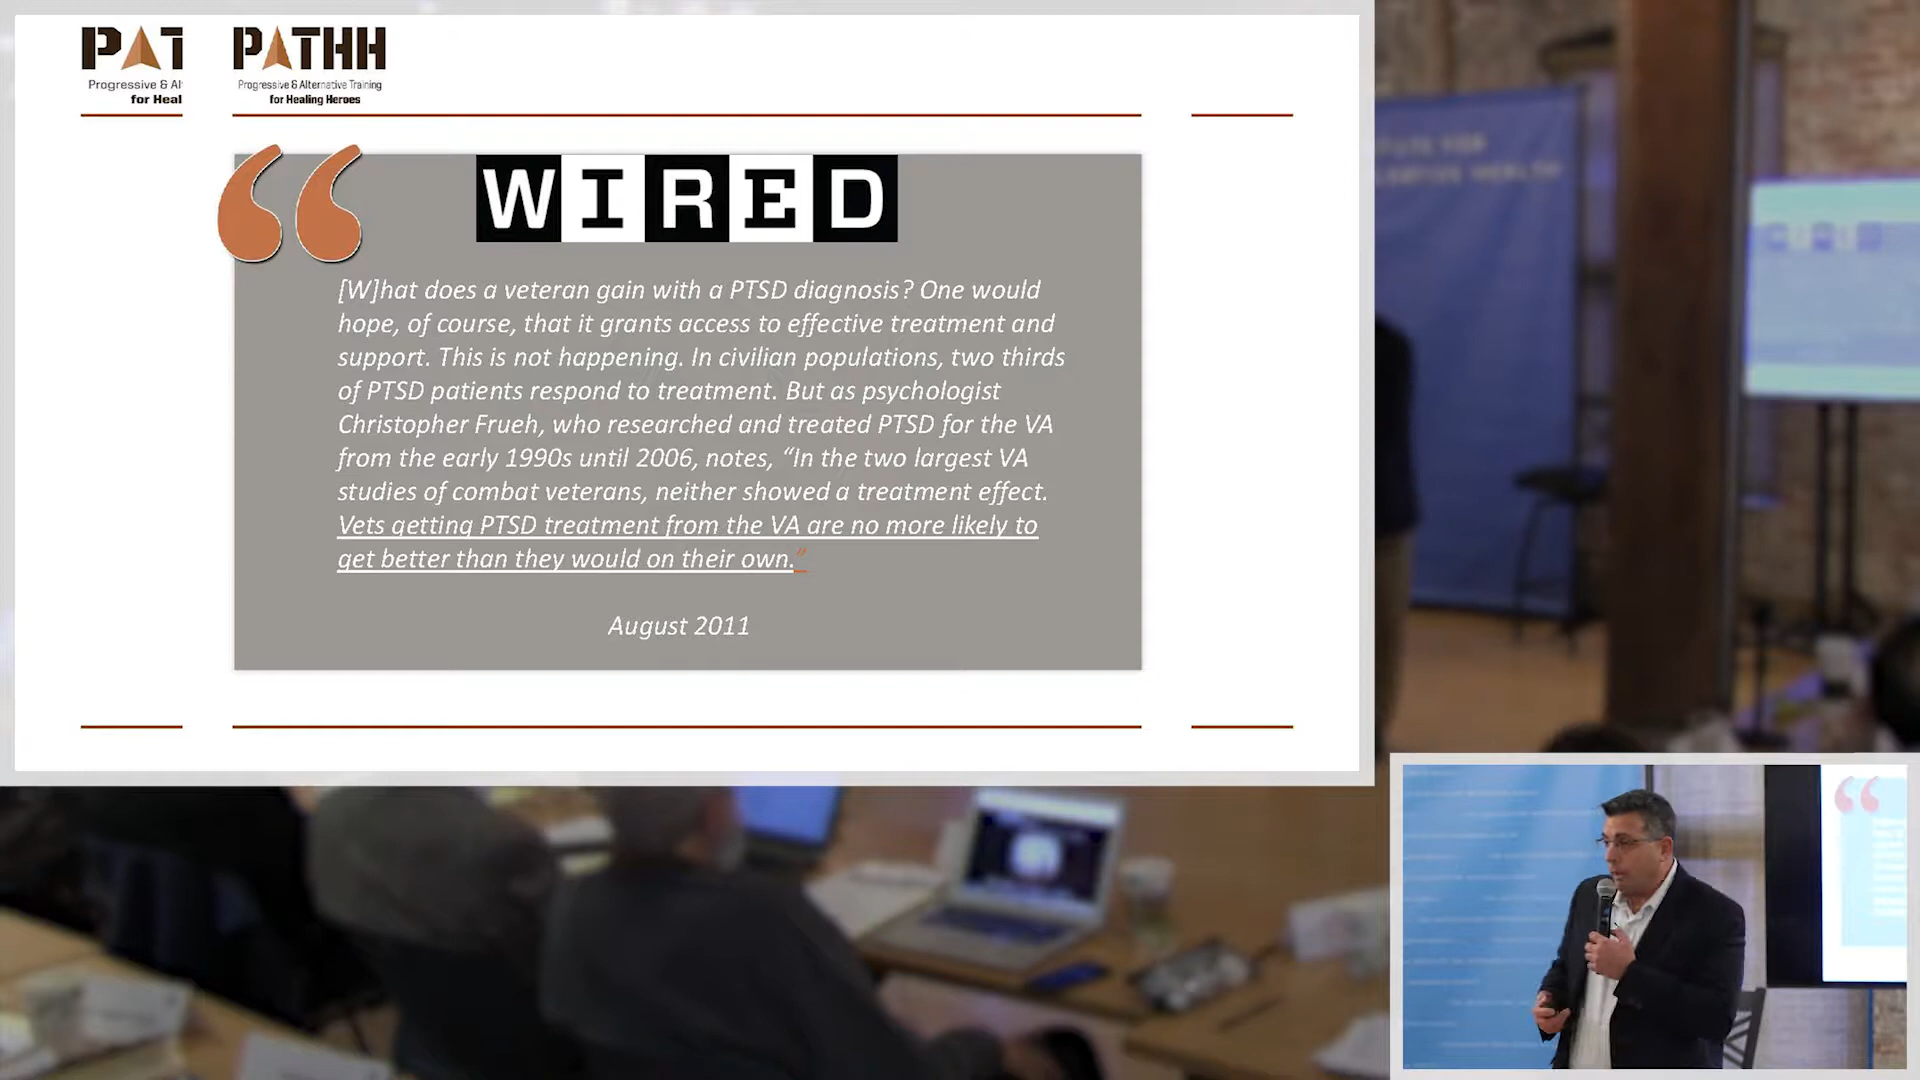 PAT
Progressive & Al
for Heal
PATHH
Progressive & Alternative Training
for Healing Heroes
WIRED
[W]hat does a veteran gain with a PTSD diagnosis? One would
hope, of course, that it grants access to effective treatment and
support. This is not happening. In civilian populations, two thirds
of PTSD patients respond to treatment. But as psychologist
Christopher Frueh, who researched and treated PTSD for the VA
from the early 1990s until 2006, notes, “In the two largest VA
studies of combat veterans, neither showed a treatment effect.
Vets getting PTSD treatment from the VA are no more likely to
get better than they would on their own.”
August 2011